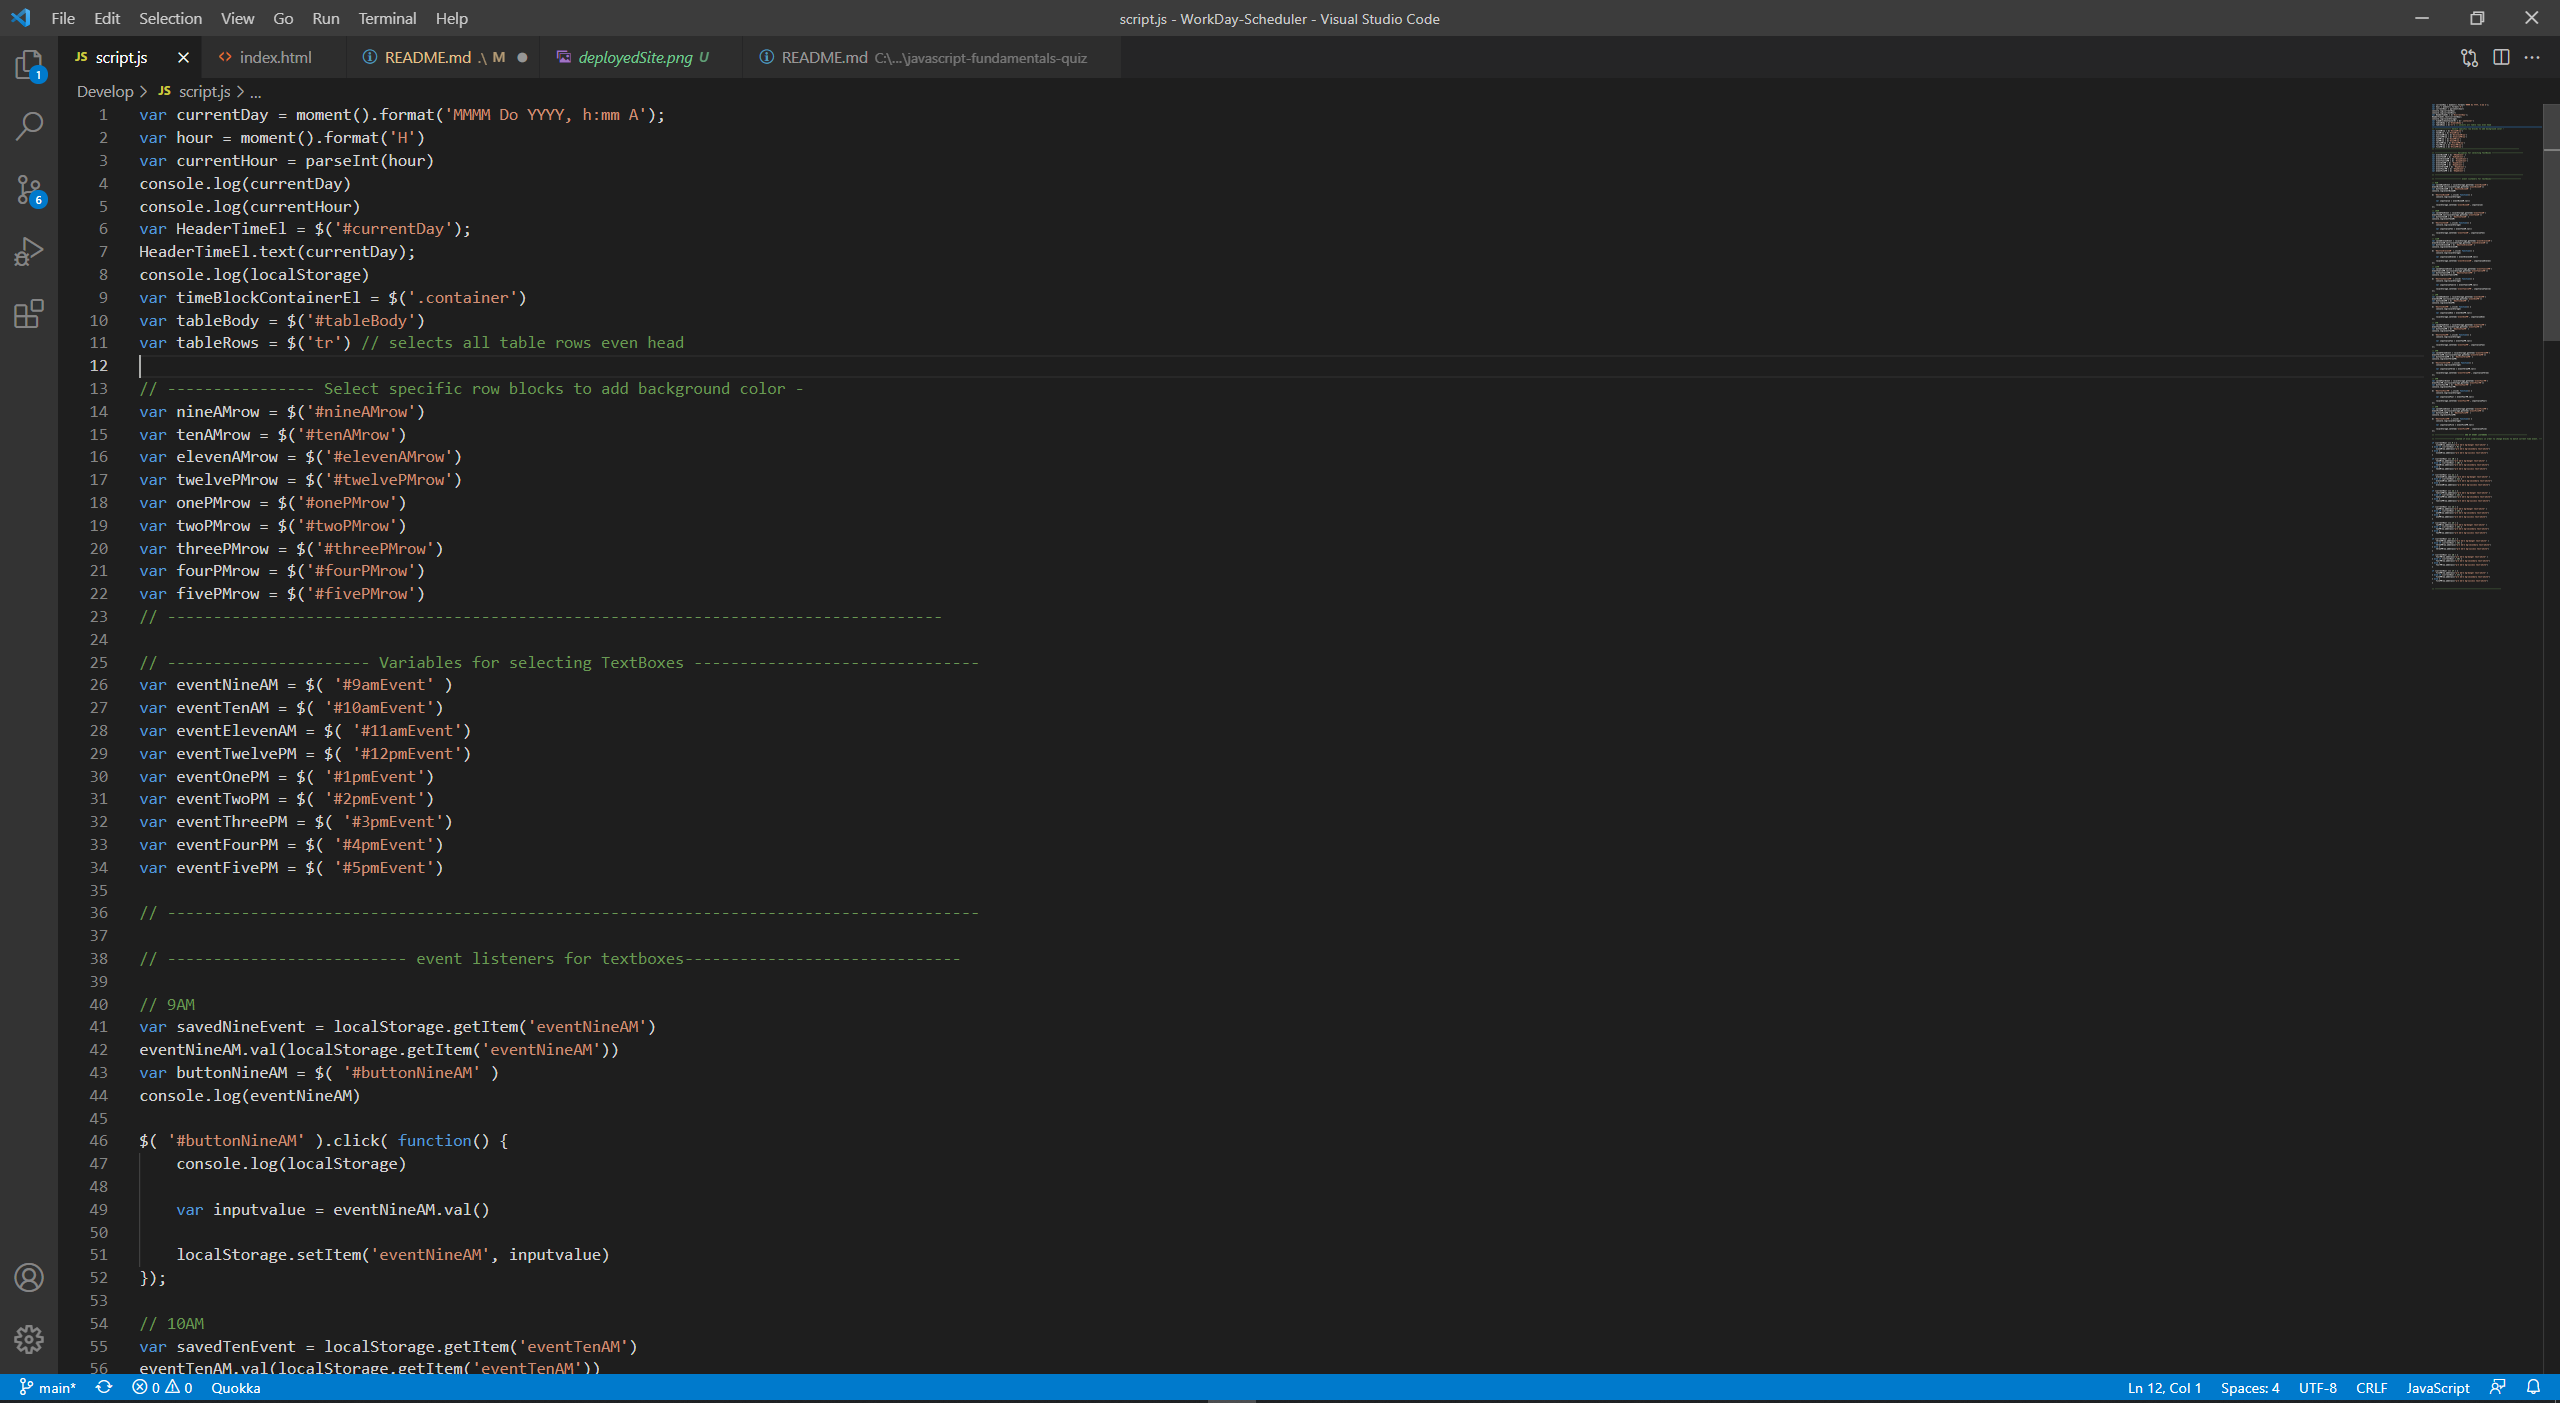 File Edit Selection View Go Run Terminal Help
script.js - WorkDay-Scheduler - Visual Studio Code
JS script.js index.html README.md .\ M deployedSite.png U README.md C:\...\javascript-fundamentals-quiz
Develop > JS script.js > ...
1 var currentDay = moment().format('MMMM Do YYYY, h:mm A');
2 var hour = moment().format('H')
3 var currentHour = parseInt(hour)
4 console.log(currentDay)
5 console.log(currentHour)
6 var HeaderTimeEl = $('#currentDay');
7 HeaderTimeEl.text(currentDay);
8 console.log(localStorage)
9 var timeBlockContainerEl = $('.container')
10 var tableBody = $('#tableBody')
11 var tableRows = $('tr') // selects all table rows even head
12
13 // ---------------- Select specific row blocks to add background color -
14 var nineAMrow = $('#nineAMrow')
15 var tenAMrow = $('#tenAMrow')
16 var elevenAMrow = $('#elevenAMrow')
17 var twelvePMrow = $('#twelvePMrow')
18 var onePMrow = $('#onePMrow')
19 var twoPMrow = $('#twoPMrow')
20 var threePMrow = $('#threePMrow')
21 var fourPMrow = $('#fourPMrow')
22 var fivePMrow = $('#fivePMrow')
23 // ------------------------------------------------------------------------------------
24
25 // ---------------------- Variables for selecting TextBoxes -------------------------------
26 var eventNineAM = $( '#9amEvent' )
27 var eventTenAM = $( '#10amEvent')
28 var eventElevenAM = $( '#11amEvent')
29 var eventTwelvePM = $( '#12pmEvent')
30 var eventOnePM = $( '#1pmEvent')
31 var eventTwoPM = $( '#2pmEvent')
32 var eventThreePM = $( '#3pmEvent')
33 var eventFourPM = $( '#4pmEvent')
34 var eventFivePM = $( '#5pmEvent')
35
36 // ----------------------------------------------------------------------------------------
37
38 // -------------------------- event listeners for textboxes------------------------------
39
40 // 9AM
41 var savedNineEvent = localStorage.getItem('eventNineAM')
42 eventNineAM.val(localStorage.getItem('eventNineAM'))
43 var buttonNineAM = $( '#buttonNineAM' )
44 console.log(eventNineAM)
45
46 $( '#buttonNineAM' ).click( function() {
47 console.log(localStorage)
48
49 var inputvalue = eventNineAM.val()
50
51 localStorage.setItem('eventNineAM', inputvalue)
52 });
53
54 // 10AM
55 var savedTenEvent = localStorage.getItem('eventTenAM')
56 eventTenAM.val(localStorage.getItem('eventTenAM'))
1
6
main* 0 0 Quokka
Ln 12, Col 1 Spaces: 4 UTF-8 CRLF JavaScript